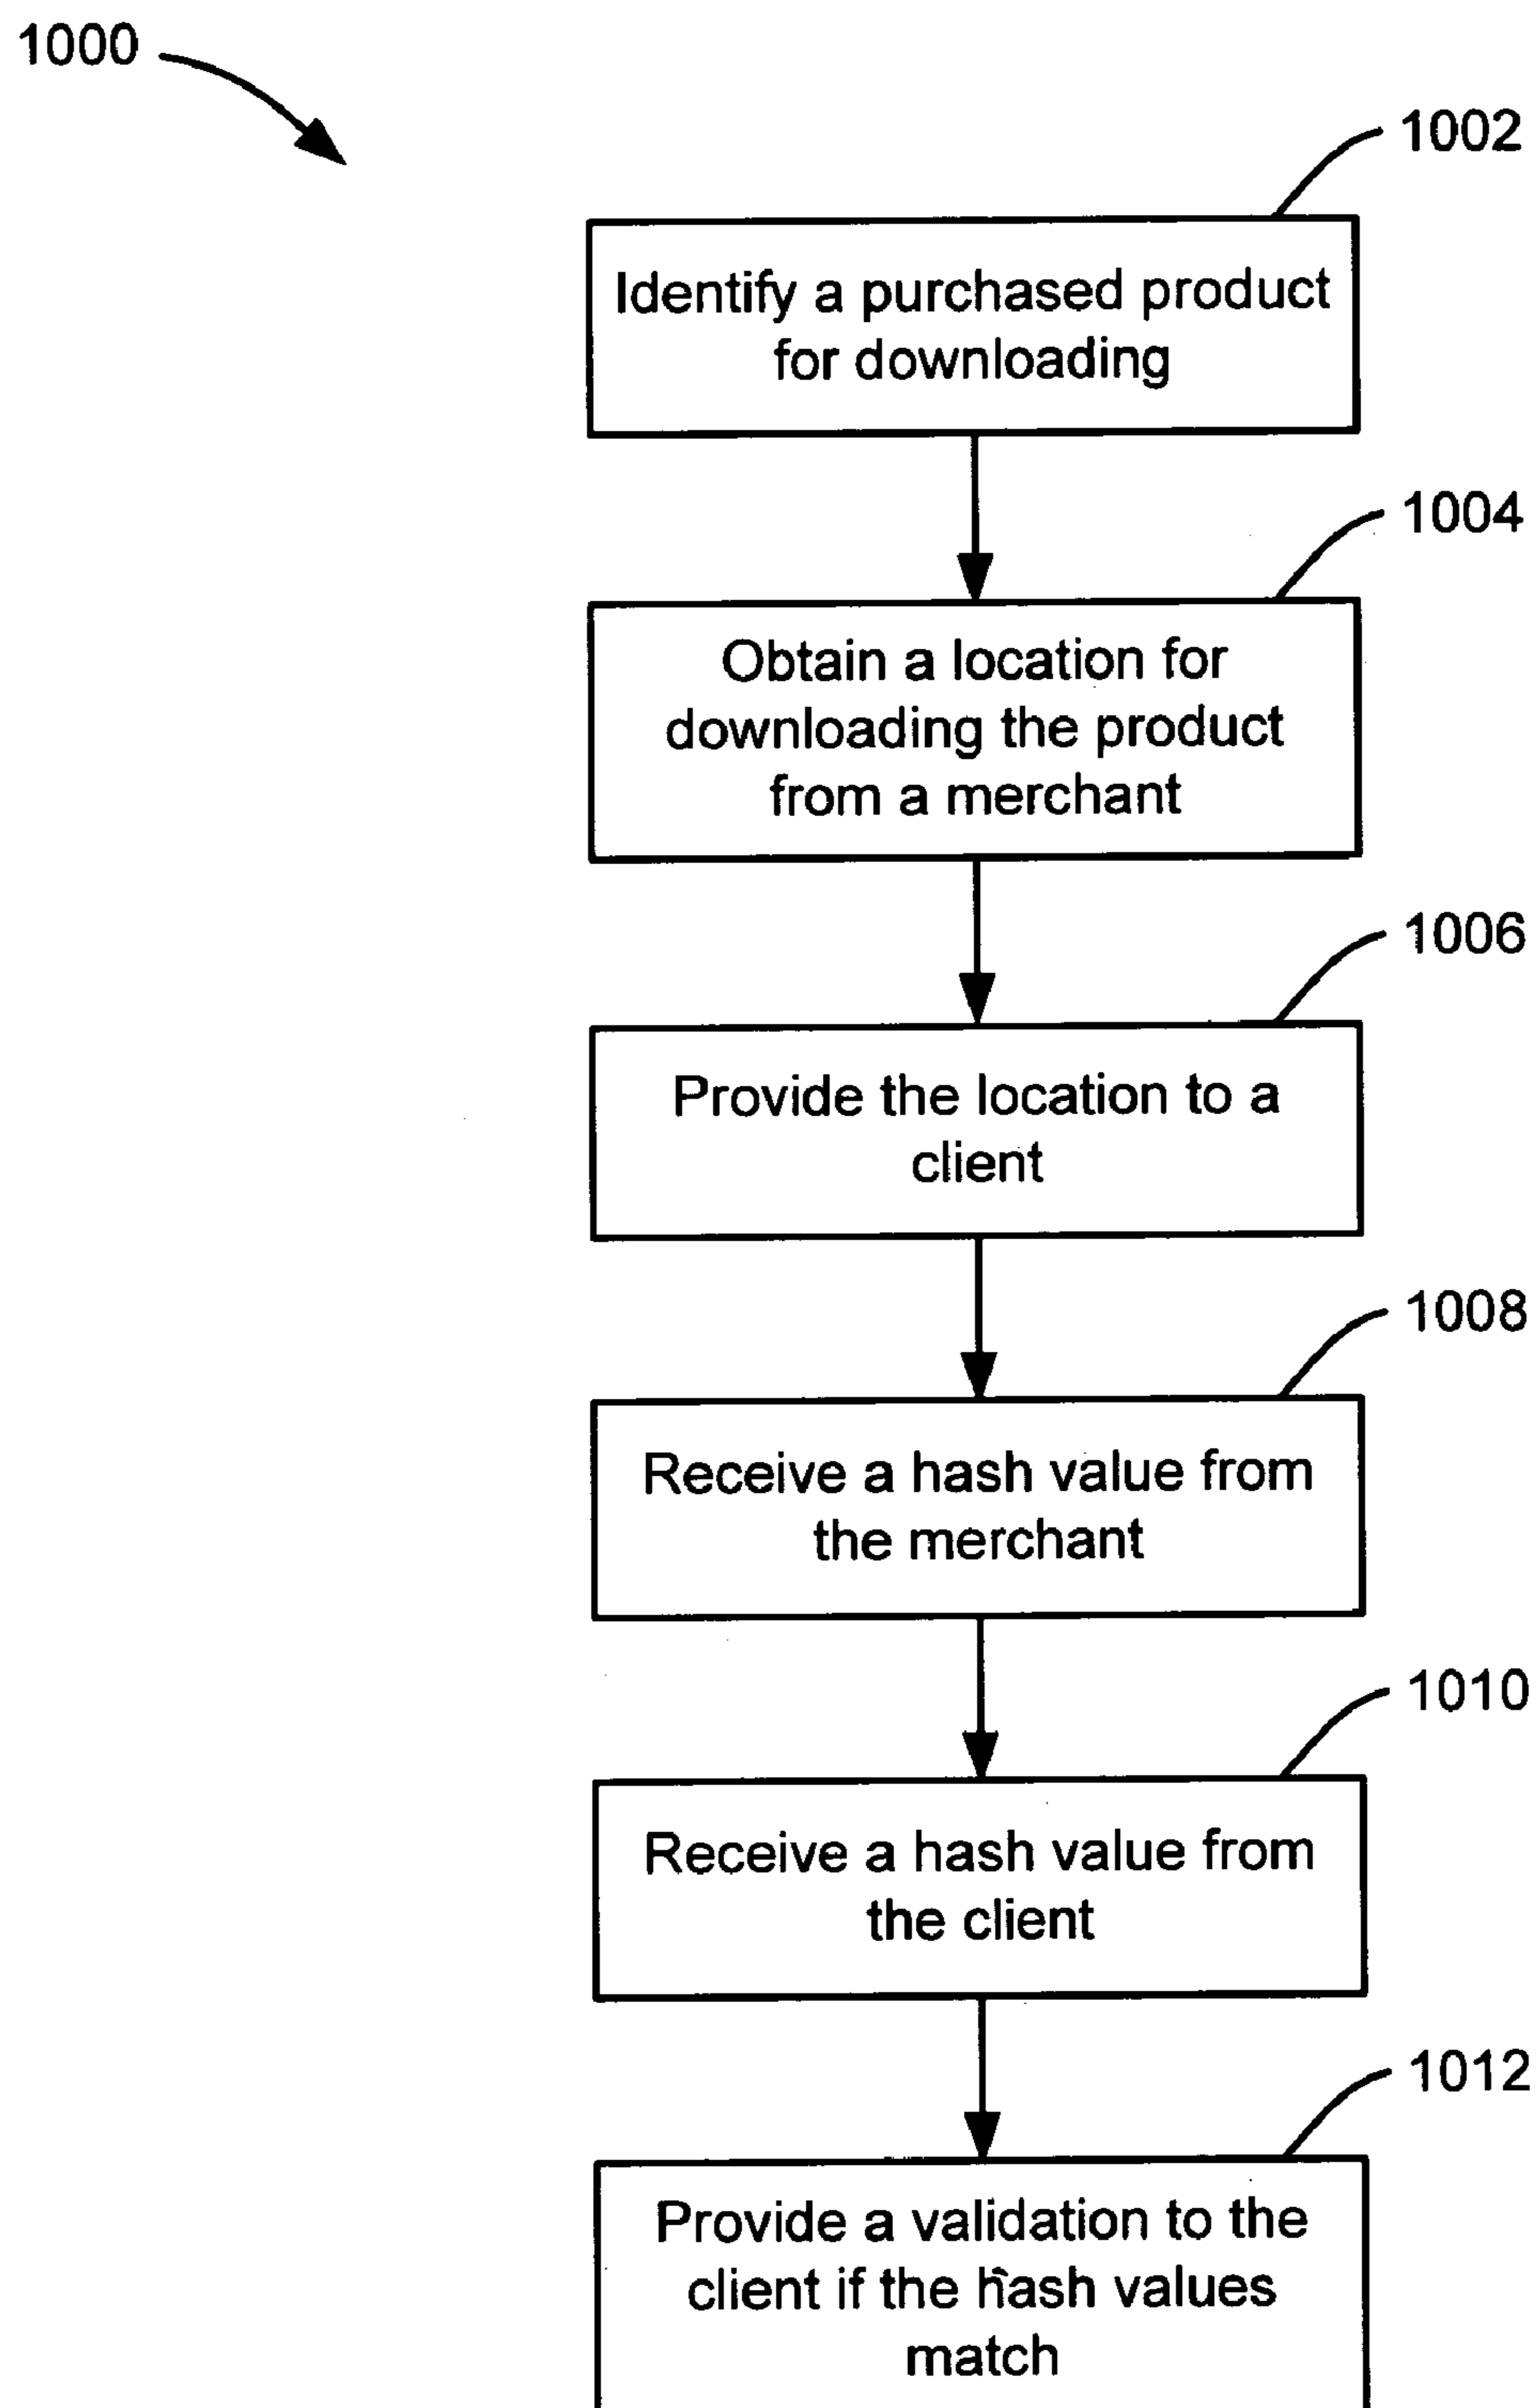 1000
1002
Identify a purchased product
for downloading
1004
Obtain a location for
downloading the product
from a merchant
1006
Provide the location to a
client
1008
Receive a hash value from
the merchant
1010
Receive a hash value from
the client
1012
Provide a validation to the
client if the hash values
match